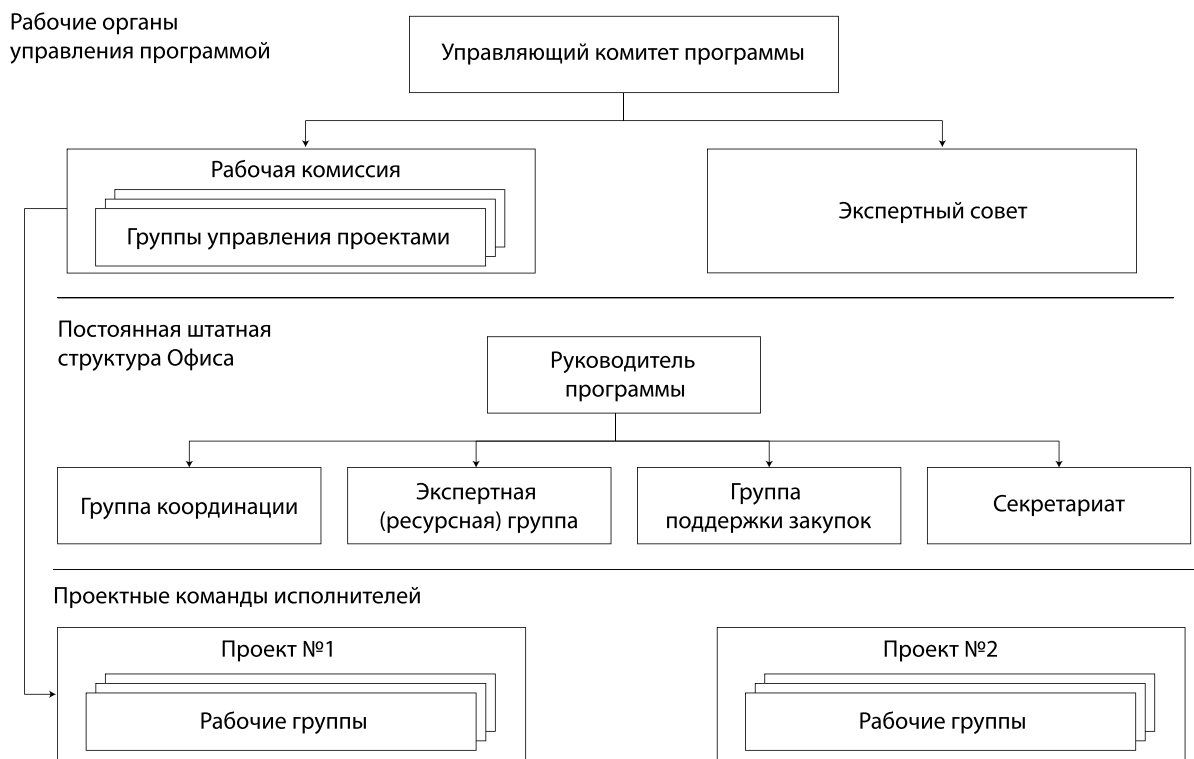 Рабочие органы
управления программой
Управляющий комитет программы
Рабочая комиссия
Группы управления проектами
Экспертный совет
Постоянная штатная
структура Офиса
Руководитель
программы
Группа координации
Экспертная
(ресурсная) группа
Группа
поддержки закупок
Секретариат
Проектные команды исполнителей
Проект №1
Рабочие группы
Проект №2
Рабочие группы